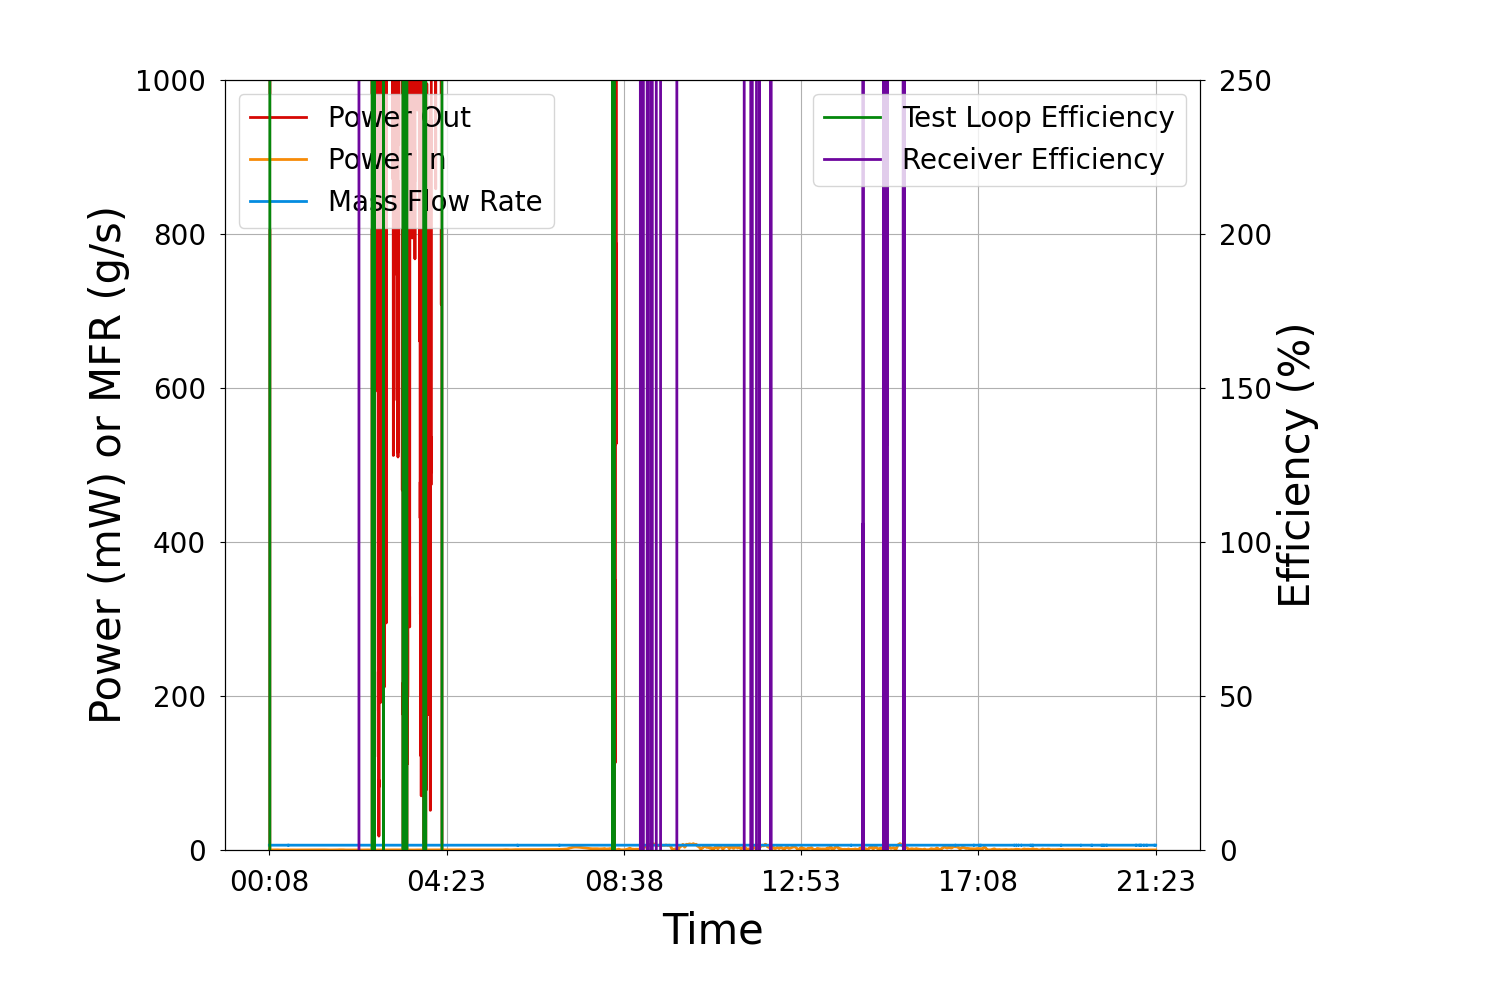 1000
800
600
400
200
0
Power (mW) or MFR (g/s)
Power Out
Power In
Mass Flow Rate
Test Loop Efficiency
Receiver Efficiency
250
200
150
100
50
0
Efficiency (%)
00:08 04:23 08:38 12:53 17:08 21:23
Time